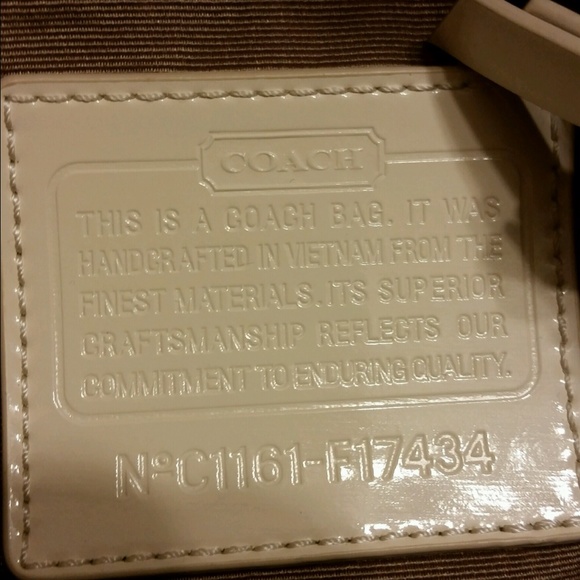 COACH
THIS IS A COACH BAG. IT WAS
HANDCRAFTED IN VIETNAM FROM THE
FINEST MATERIALS. ITS SUPERIOR
CRAFTSMANSHIP REFLECTS OUR
COMMITMENT TO ENDURING QUALITY.
NºC1161-F17434